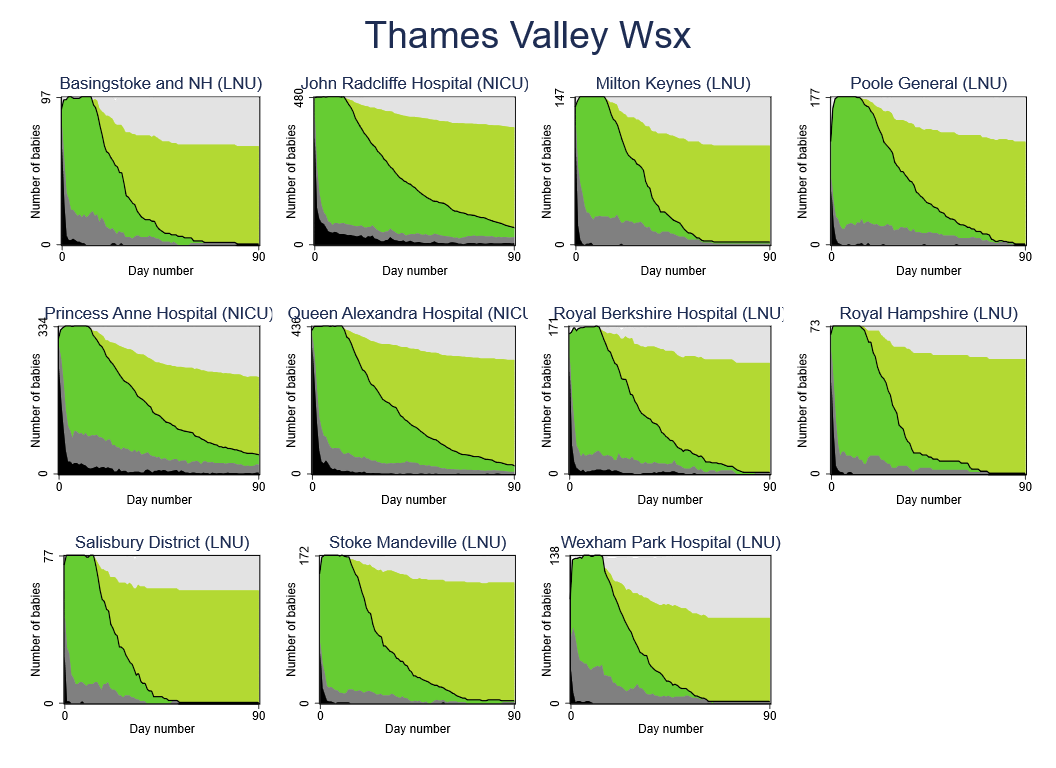 Thames Valley Wsx
Basingstoke and NH (LNU)
97
Number of babies
0
0
90
Day number
John Radcliffe Hospital (NICU)
480
Number of babies
0
0
90
Day number
Milton Keynes (LNU)
147
Number of babies
0
0
90
Day number
Poole General (LNU)
177
Number of babies
0
0
90
Day number
Princess Anne Hospital (NICU)
334
Number of babies
0
0
90
Day number
Queen Alexandra Hospital (NICU
436
Number of babies
0
0
90
Day number
Royal Berkshire Hospital (LNU)
171
Number of babies
0
0
90
Day number
Royal Hampshire (LNU)
73
Number of babies
0
0
90
Day number
Salisbury District (LNU)
77
Number of babies
0
0
90
Day number
Stoke Mandeville (LNU)
172
Number of babies
0
0
90
Day number
Wexham Park Hospital (LNU)
138
Number of babies
0
0
90
Day number